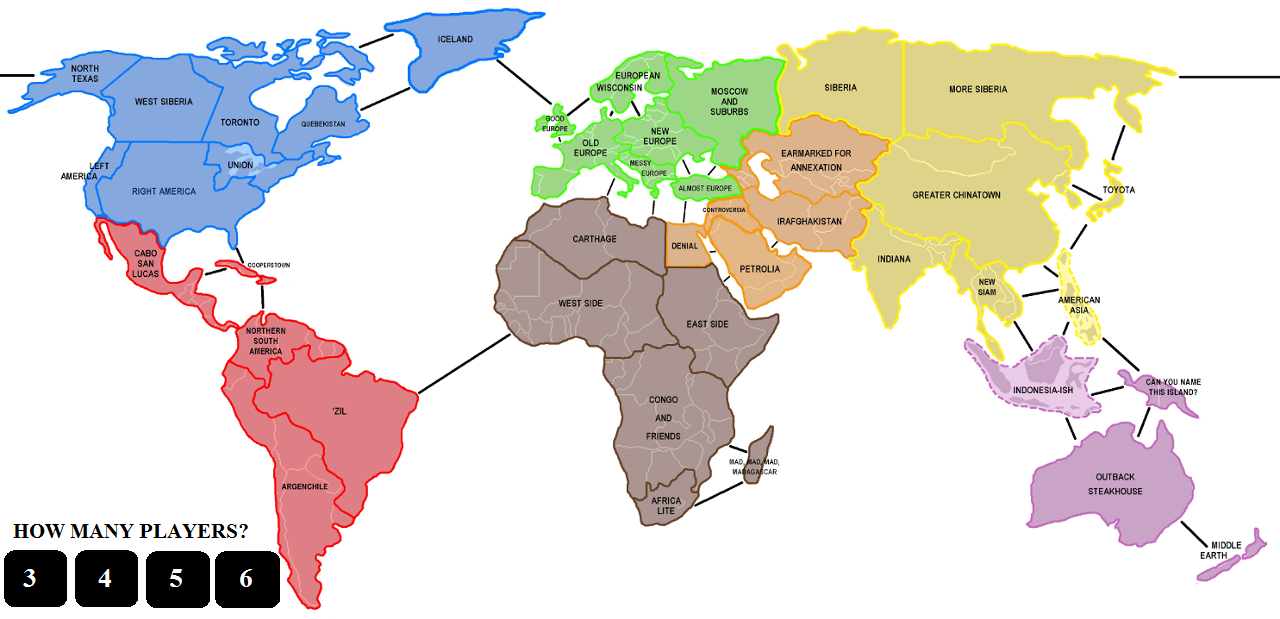 ICELAND
NORTH
TEXAS
WEST SIBERIA
TORONTO
QUEBEKISTAN
LEFT
AMERICA
UNION
RIGHT AMERICA
CABO
SAN
LUCAS
COOPERSTOWN
NORTHERN
SOUTH
AMERICA
'ZIL
ARGENCHILE
EUROPEAN
WISCONSIN
GOOD
EUROPE
MOSCOW
AND
SUBURBS
OLD
EUROPE
NEW
EUROPE
MESSY
EUROPE
ALMOST EUROPE
SIBERIA
MORE SIBERIA
EARMARKED FOR
ANNEXATION
CONTROVERSIA
IRAFGHAKISTAN
DENIAL
PETROLIA
GREATER CHINATOWN
TOYOTA
INDIANA
NEW
SIAM
AMERICAN
ASIA
CARTHAGE
WEST SIDE
EAST SIDE
CONGO
AND
FRIENDS
MAD, MAD, MAD,
MADAGASCAR
AFRICA
LITE
INDONESIA-ISH
CAN YOU NAME
THIS ISLAND?
OUTBACK
STEAKHOUSE
MIDDLE
EARTH
HOW MANY PLAYERS?
3 4 5 6